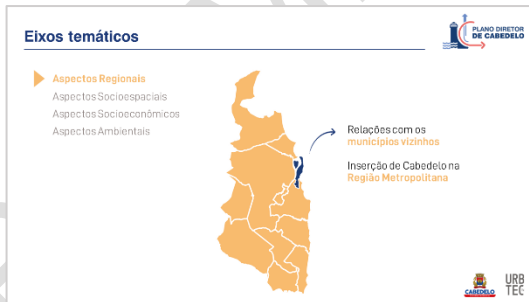 Eixos temáticos
PLANO DIRETOR
DE CABEDELO
Aspectos Regionais
Aspectos Socioespaciais
Aspectos Socioeconômicos
Aspectos Ambientais
Relações com os
municípios vizinhos
Inserção de Cabedelo na
Região Metropolitana
CABEDELO
URB
TEC